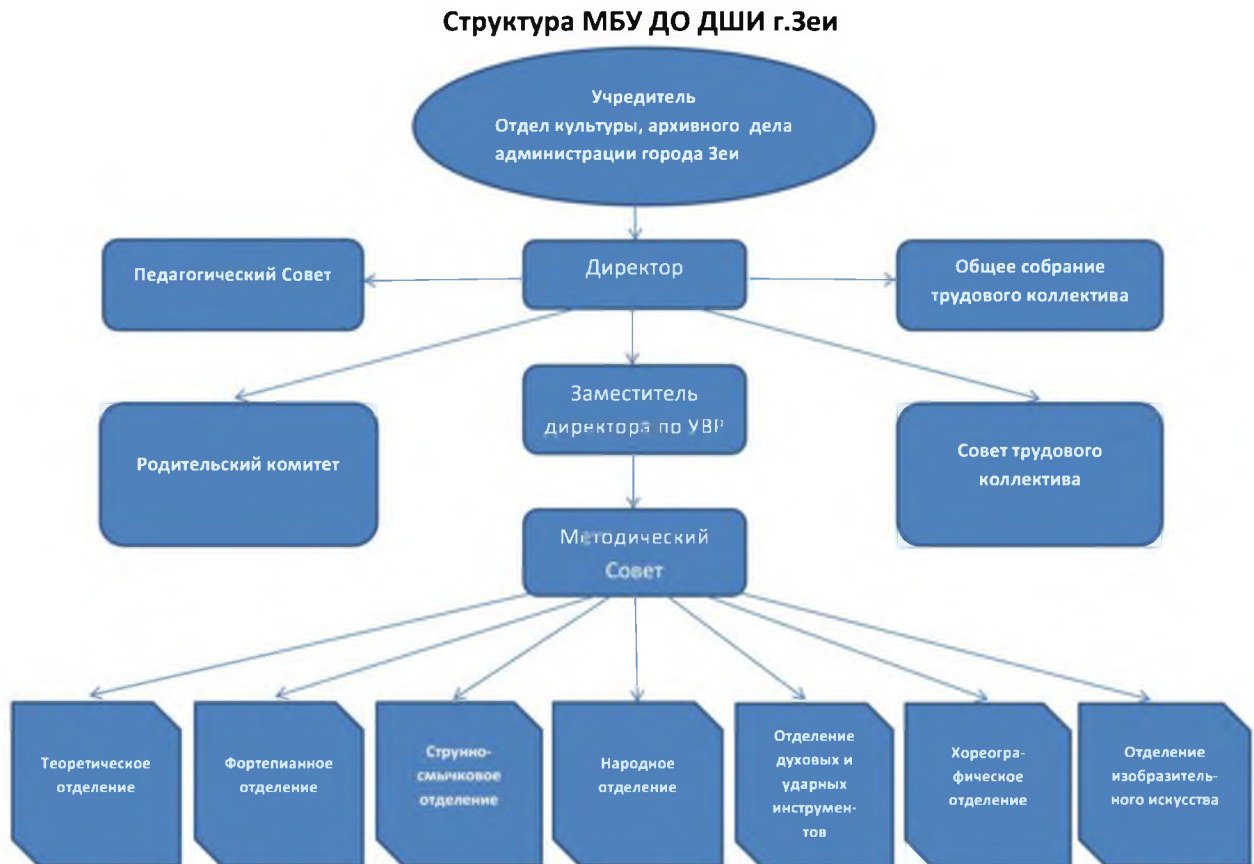 Структура МБУ ДО ДШИ г.Зеи
Учредитель
Отдел культуры, архивного дела
администрации города Зеи
Педагогический Совет
Директор
Общее собрание
трудового коллектива
Заместитель
директора по УВР
Родительский комитет
Совет трудового
коллектива
Методический
Совет
Теоретическое
отделение
Фортепианное
отделение
Струнно-
смычковое
отделение
Народное
отделение
Отделение
духовых и
ударных
инструмен-
тов
Хореогра-
фическое
отделение
Отделение
изобразитель-
ного искусства